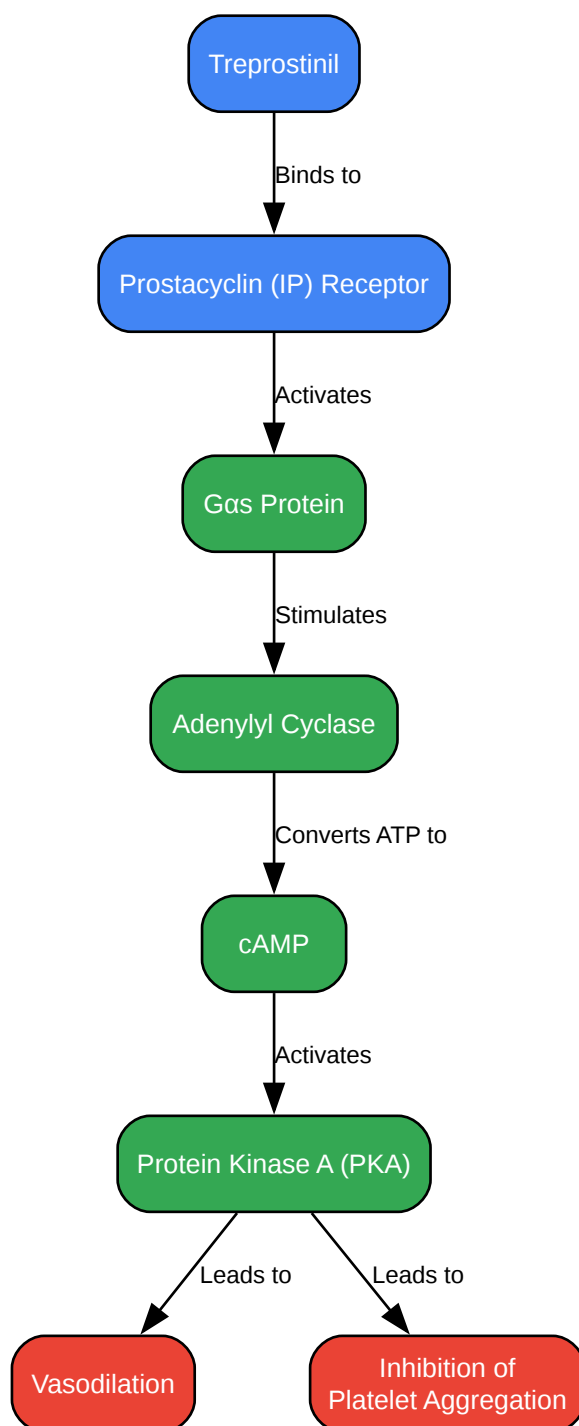 Treprostinil
Binds to
Prostacyclin (IP) Receptor
Activates
Gαs Protein
Stimulates
Adenylyl Cyclase
Converts ATP to
cAMP
Activates
Protein Kinase A (PKA)
Leads to
Leads to
Vasodilation
Inhibition of
Platelet Aggregation